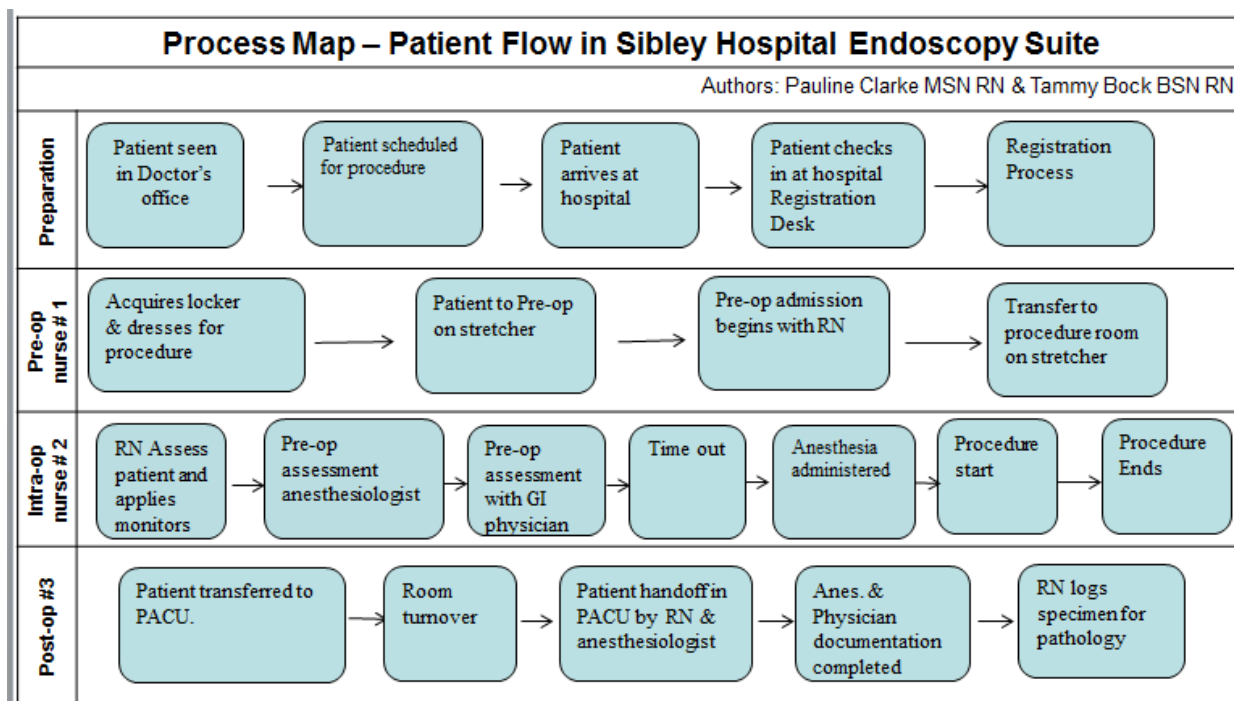 Process Map – Patient Flow in Sibley Hospital Endoscopy Suite
Authors: Pauline Clarke MSN RN & Tammy Bock BSN RN
Preparation
Patient seen
in Doctor's
office
Patient scheduled
for procedure
Patient
arrives at
hospital
Patient checks
in at hospital
Registration
Desk
Registration
Process
Pre-op
nurse # 1
Acquires locker
& dresses for
procedure
Patient to Pre-op
on stretcher
Pre-op admission
begins with RN
Transfer to
procedure room
on stretcher
Intra-op
nurse # 2
RN Assess
patient and
applies
monitors
Pre-op
assessment
anesthesiologist
Pre-op
assessment
with GI
physician
Time out
Anesthesia
administered
Procedure
start
Procedure
Ends
Post-op #3
Patient transferred to
PACU.
Room
turnover
Patient handoff in
PACU by RN &
anesthesiologist
Anes. &
Physician
documentation
completed
RN logs
specimen for
pathology